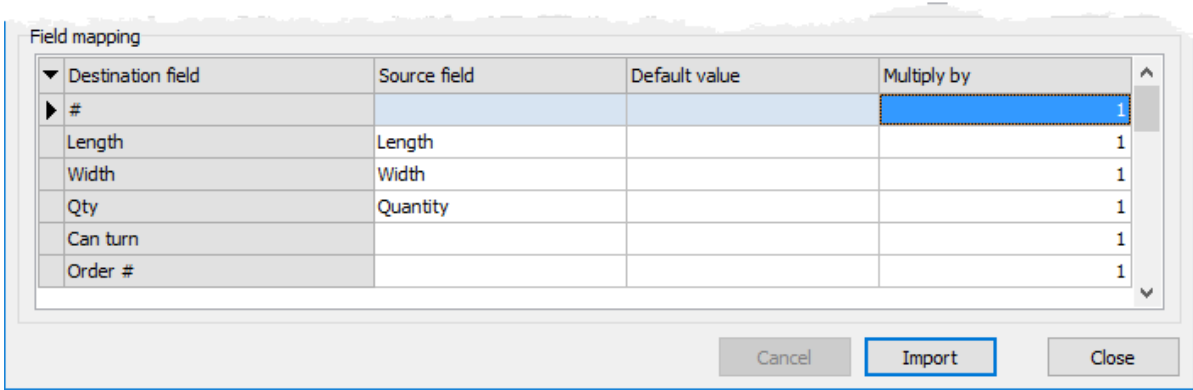 Field mapping
Destination field Source field Default value Multiply by
# 1
Length Length 1
Width Width 1
Qty Quantity 1
Can turn 1
Order # 1
Cancel Import Close